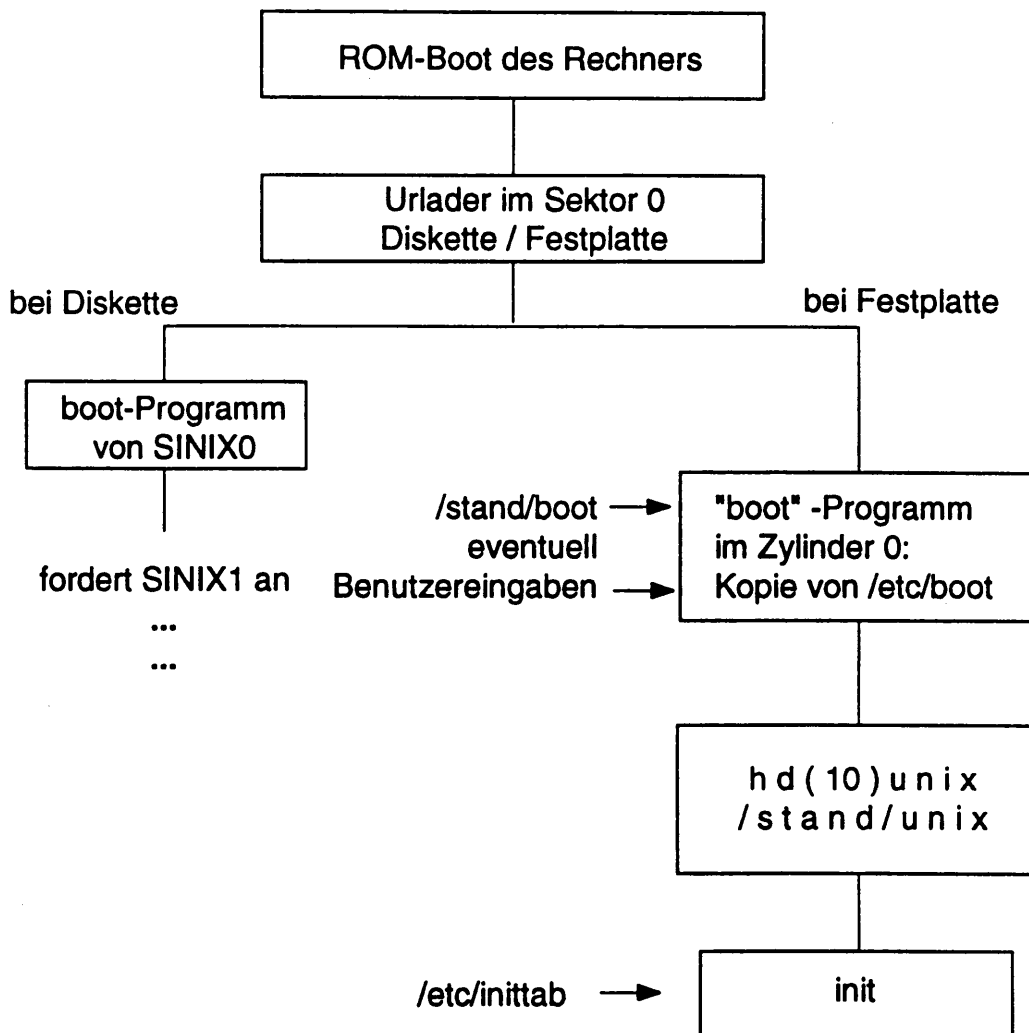 ROM-Boot des Rechners
Urlader im Sektor 0
Diskette / Festplatte
bei Diskette
bei Festplatte
boot-Programm
von SINIX0
fordert SINIX1 an
...
...
/stand/boot
eventuell
Benutzereingaben
"boot" -Programm
im Zylinder 0:
Kopie von /etc/boot
hd(10)unix
/stand/unix
/etc/inittab
init